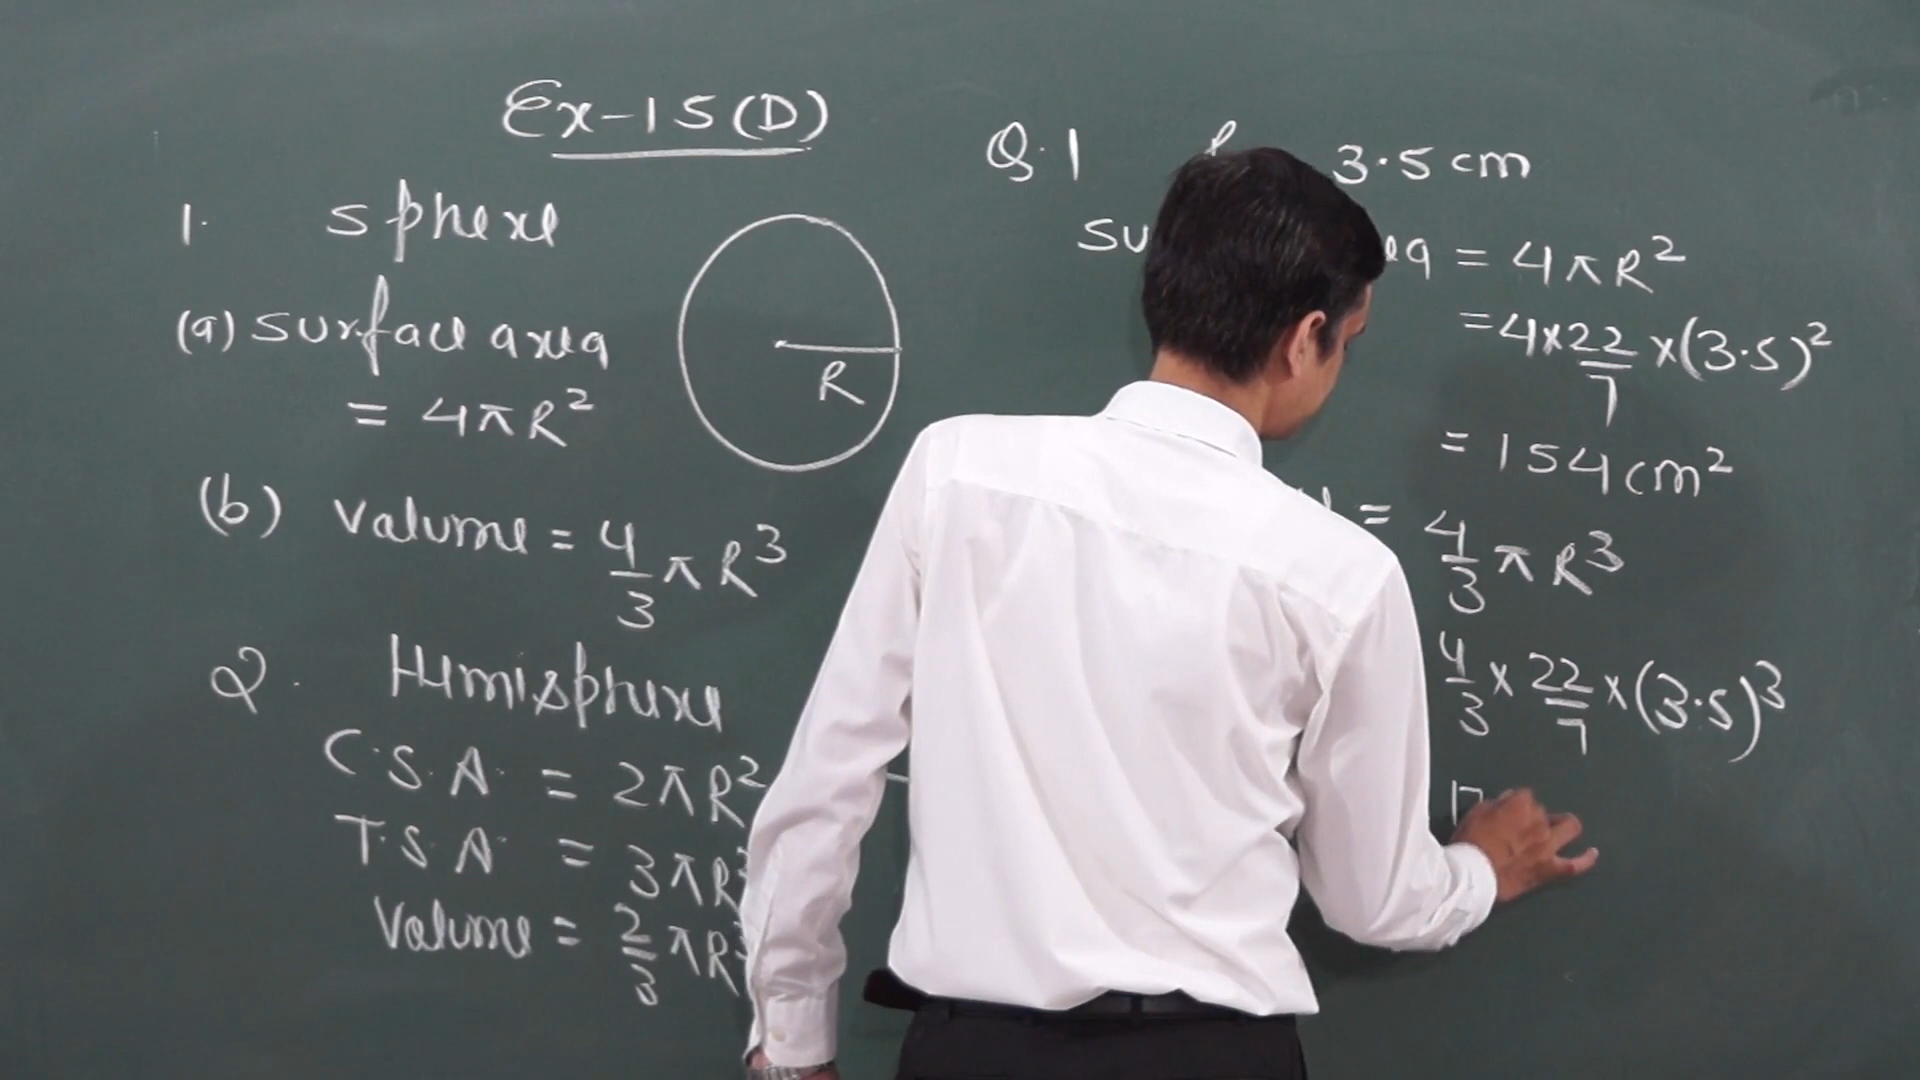 Ex-15(D)
1. Sphere
(a) Surface area
= 4πR²
R
(b) Valume = 4/3 πR³
2. Hemisphere
C.S.A. = 2πR²
T.S.A. = 3πR²
Valume = 2/3 πR³
Q.1 3.5 cm
= 4πR²
= 4×22/7×(3.5)²
= 154 cm²
= 4/3 πR³
4/3 × 22/7 × (3.5)³